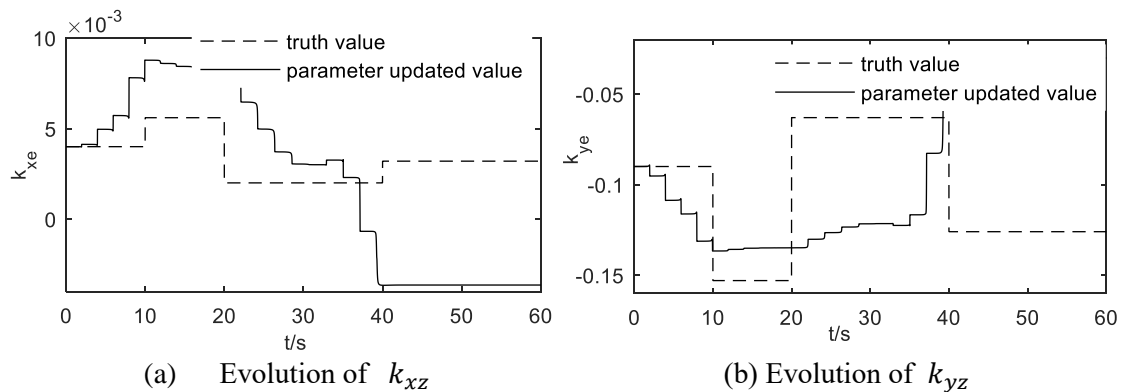 ×10⁻³
10
5
0
k_xe
truth value
parameter updated value
0 10 20 30 40 50 60
t/s
(a) Evolution of k_xz
-0.05
-0.1
-0.15
k_ye
truth value
parameter updated value
0 10 20 30 40 50 60
t/s
(b) Evolution of k_yz